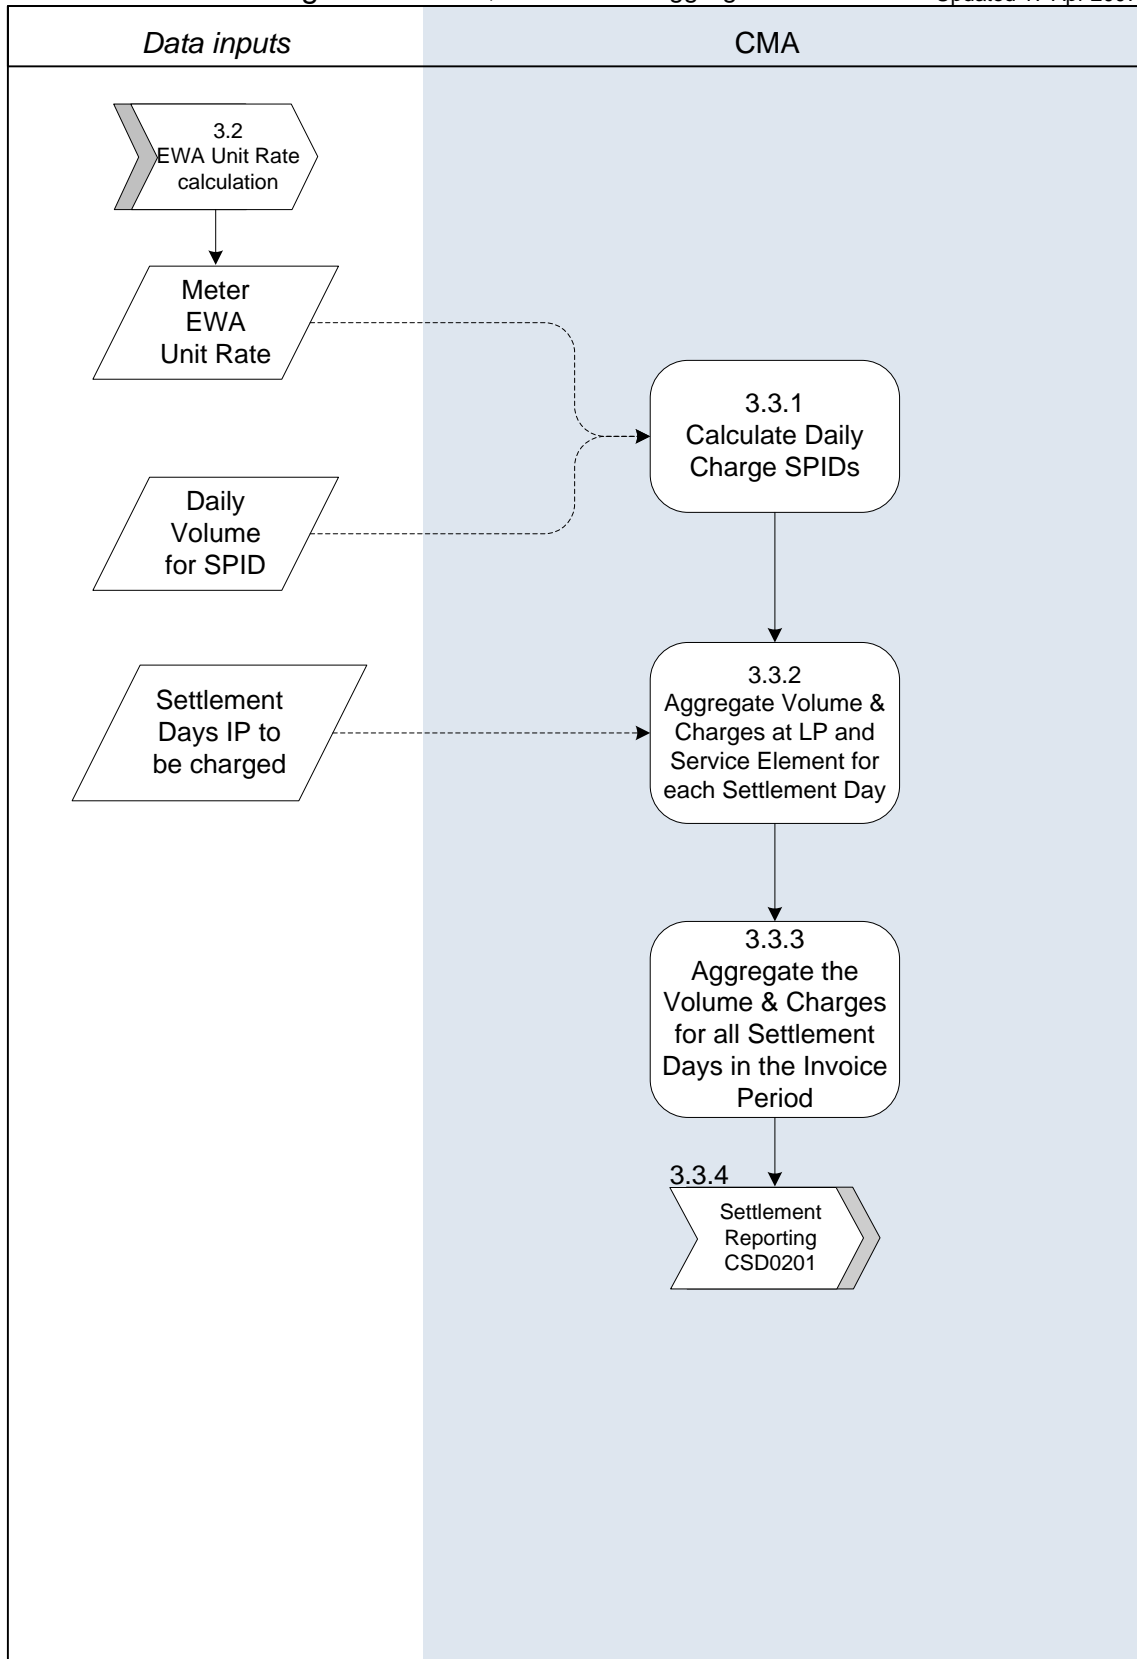 Data inputs
CMA
3.2
EWA Unit Rate
calculation
Meter
EWA
Unit Rate
3.3.1
Calculate Daily
Charge SPIDs
Daily
Volume
for SPID
Settlement
Days IP to
be charged
3.3.2
Aggregate Volume &
Charges at LP and
Service Element for
each Settlement Day
3.3.3
Aggregate the
Volume & Charges
for all Settlement
Days in the Invoice
Period
3.3.4
Settlement
Reporting
CSD0201